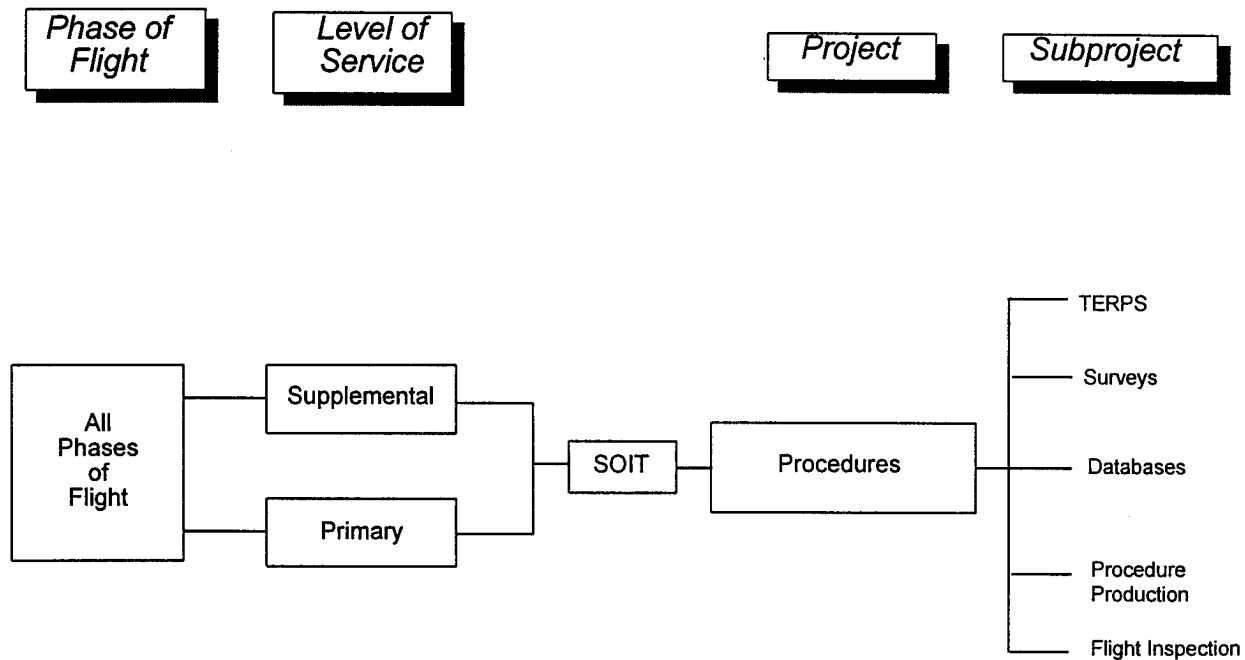 Phase of
Flight
Level of
Service
Project
Subproject
All
Phases
of
Flight
Supplemental
Primary
SOIT
Procedures
TERPS
Surveys
Databases
Procedure
Production
Flight Inspection